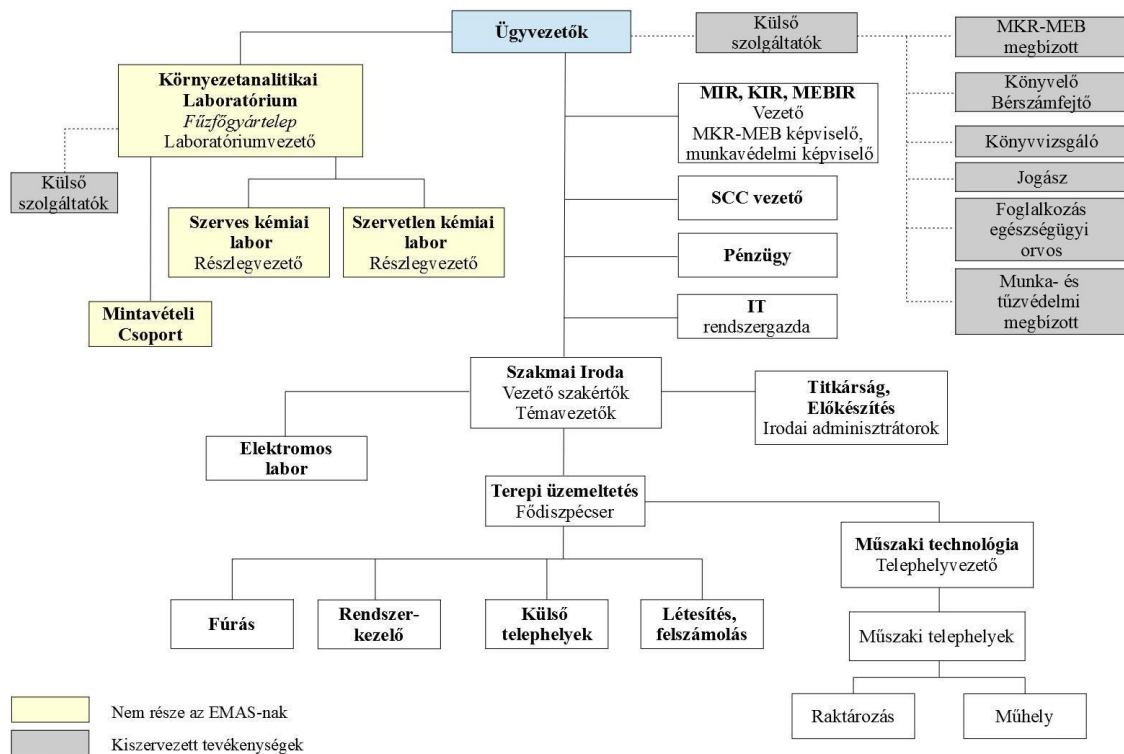 Ügyvezetők
Külső
szolgáltatók
MKR-MEB
megbízott
Könyvelő
Bérszámfejtő
Könyvvizsgáló
Jogász
Foglalkozás
egészségügyi
orvos
Munka- és
tűzvédelmi
megbízott
Környezetanalitikai
Laboratórium
Fűzfőgyártelep
Laboratóriumvezető
Külső
szolgáltatók
Szerves kémiai
labor
Részlegvezető
Szervetlen kémiai
labor
Részlegvezető
Mintavételi
Csoport
MIR, KIR, MEBIR
Vezető
MKR-MEB képviselő,
munkavédelmi képviselő
SCC vezető
Pénzügy
IT
rendszergazda
Szakmai Iroda
Vezető szakértők
Témavezetők
Titkárság,
Előkészítés
Irodai adminisztrátorok
Elektromos
labor
Terepi üzemeltetés
Fődiszpécser
Műszaki technológia
Telephelyvezető
Fúrás
Rendszer-
kezelő
Külső
telephelyek
Létesítés,
felszámolás
Műszaki telephelyek
Raktározás
Műhely
Nem része az EMAS-nak
Kiszervezett tevékenységek